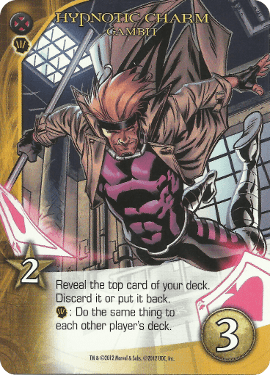 HYPNOTIC CHARM
GAMBIT
2
Reveal the top card of your deck.
Discard it or put it back.
: Do the same thing to
each other player's deck.
3
TM & ©2012 Marvel & Subs. ©2012 UDC, Inc.